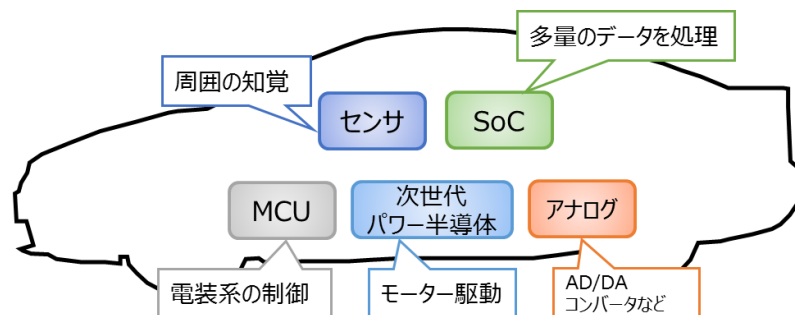 多量のデータを処理
周囲の知覚
センサ
SoC
MCU
次世代
パワー半導体
アナログ
電装系の制御
モーター駆動
AD/DA
コンバータなど